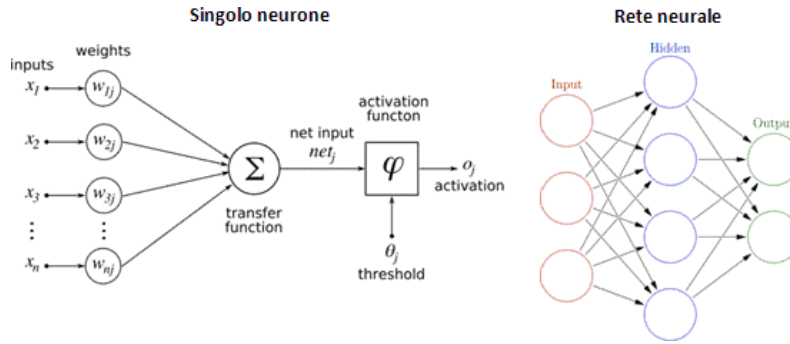 Singolo neurone
Rete neurale
weights
inputs
x₁
w₁ⱼ
x₂
w₂ⱼ
x₃
w₃ⱼ
⋮
⋮
xₙ
wₙⱼ
Σ
transfer
function
net input
netⱼ
activation
functon
φ
oⱼ
activation
θⱼ
threshold
Hidden
Input
Output